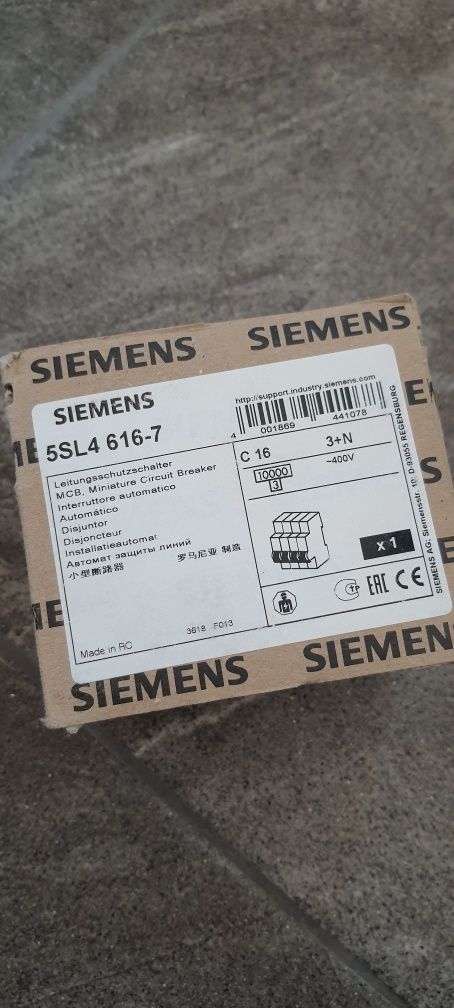 SIEMENS SIEMENS
SIEMENS
http://support.industry.siemens.com
4 001869 441078
5SL4 616-7
Leitungsschutzschalter
MCB, Miniature Circuit Breaker
Interruttore automatico
Automático
Disjuntor
Disjoncteur
Installatieautomat
Автомат защиты линий
小型断路器 罗马尼亚 制造
C 16 3+N
10000 ~400V
3
x 1
TP EAC CE
Made in RO 3618 F013
SIEMENS AG; Siemensstr. 10; D-93055 REGENSBURG
SIEMENS SIEMENS